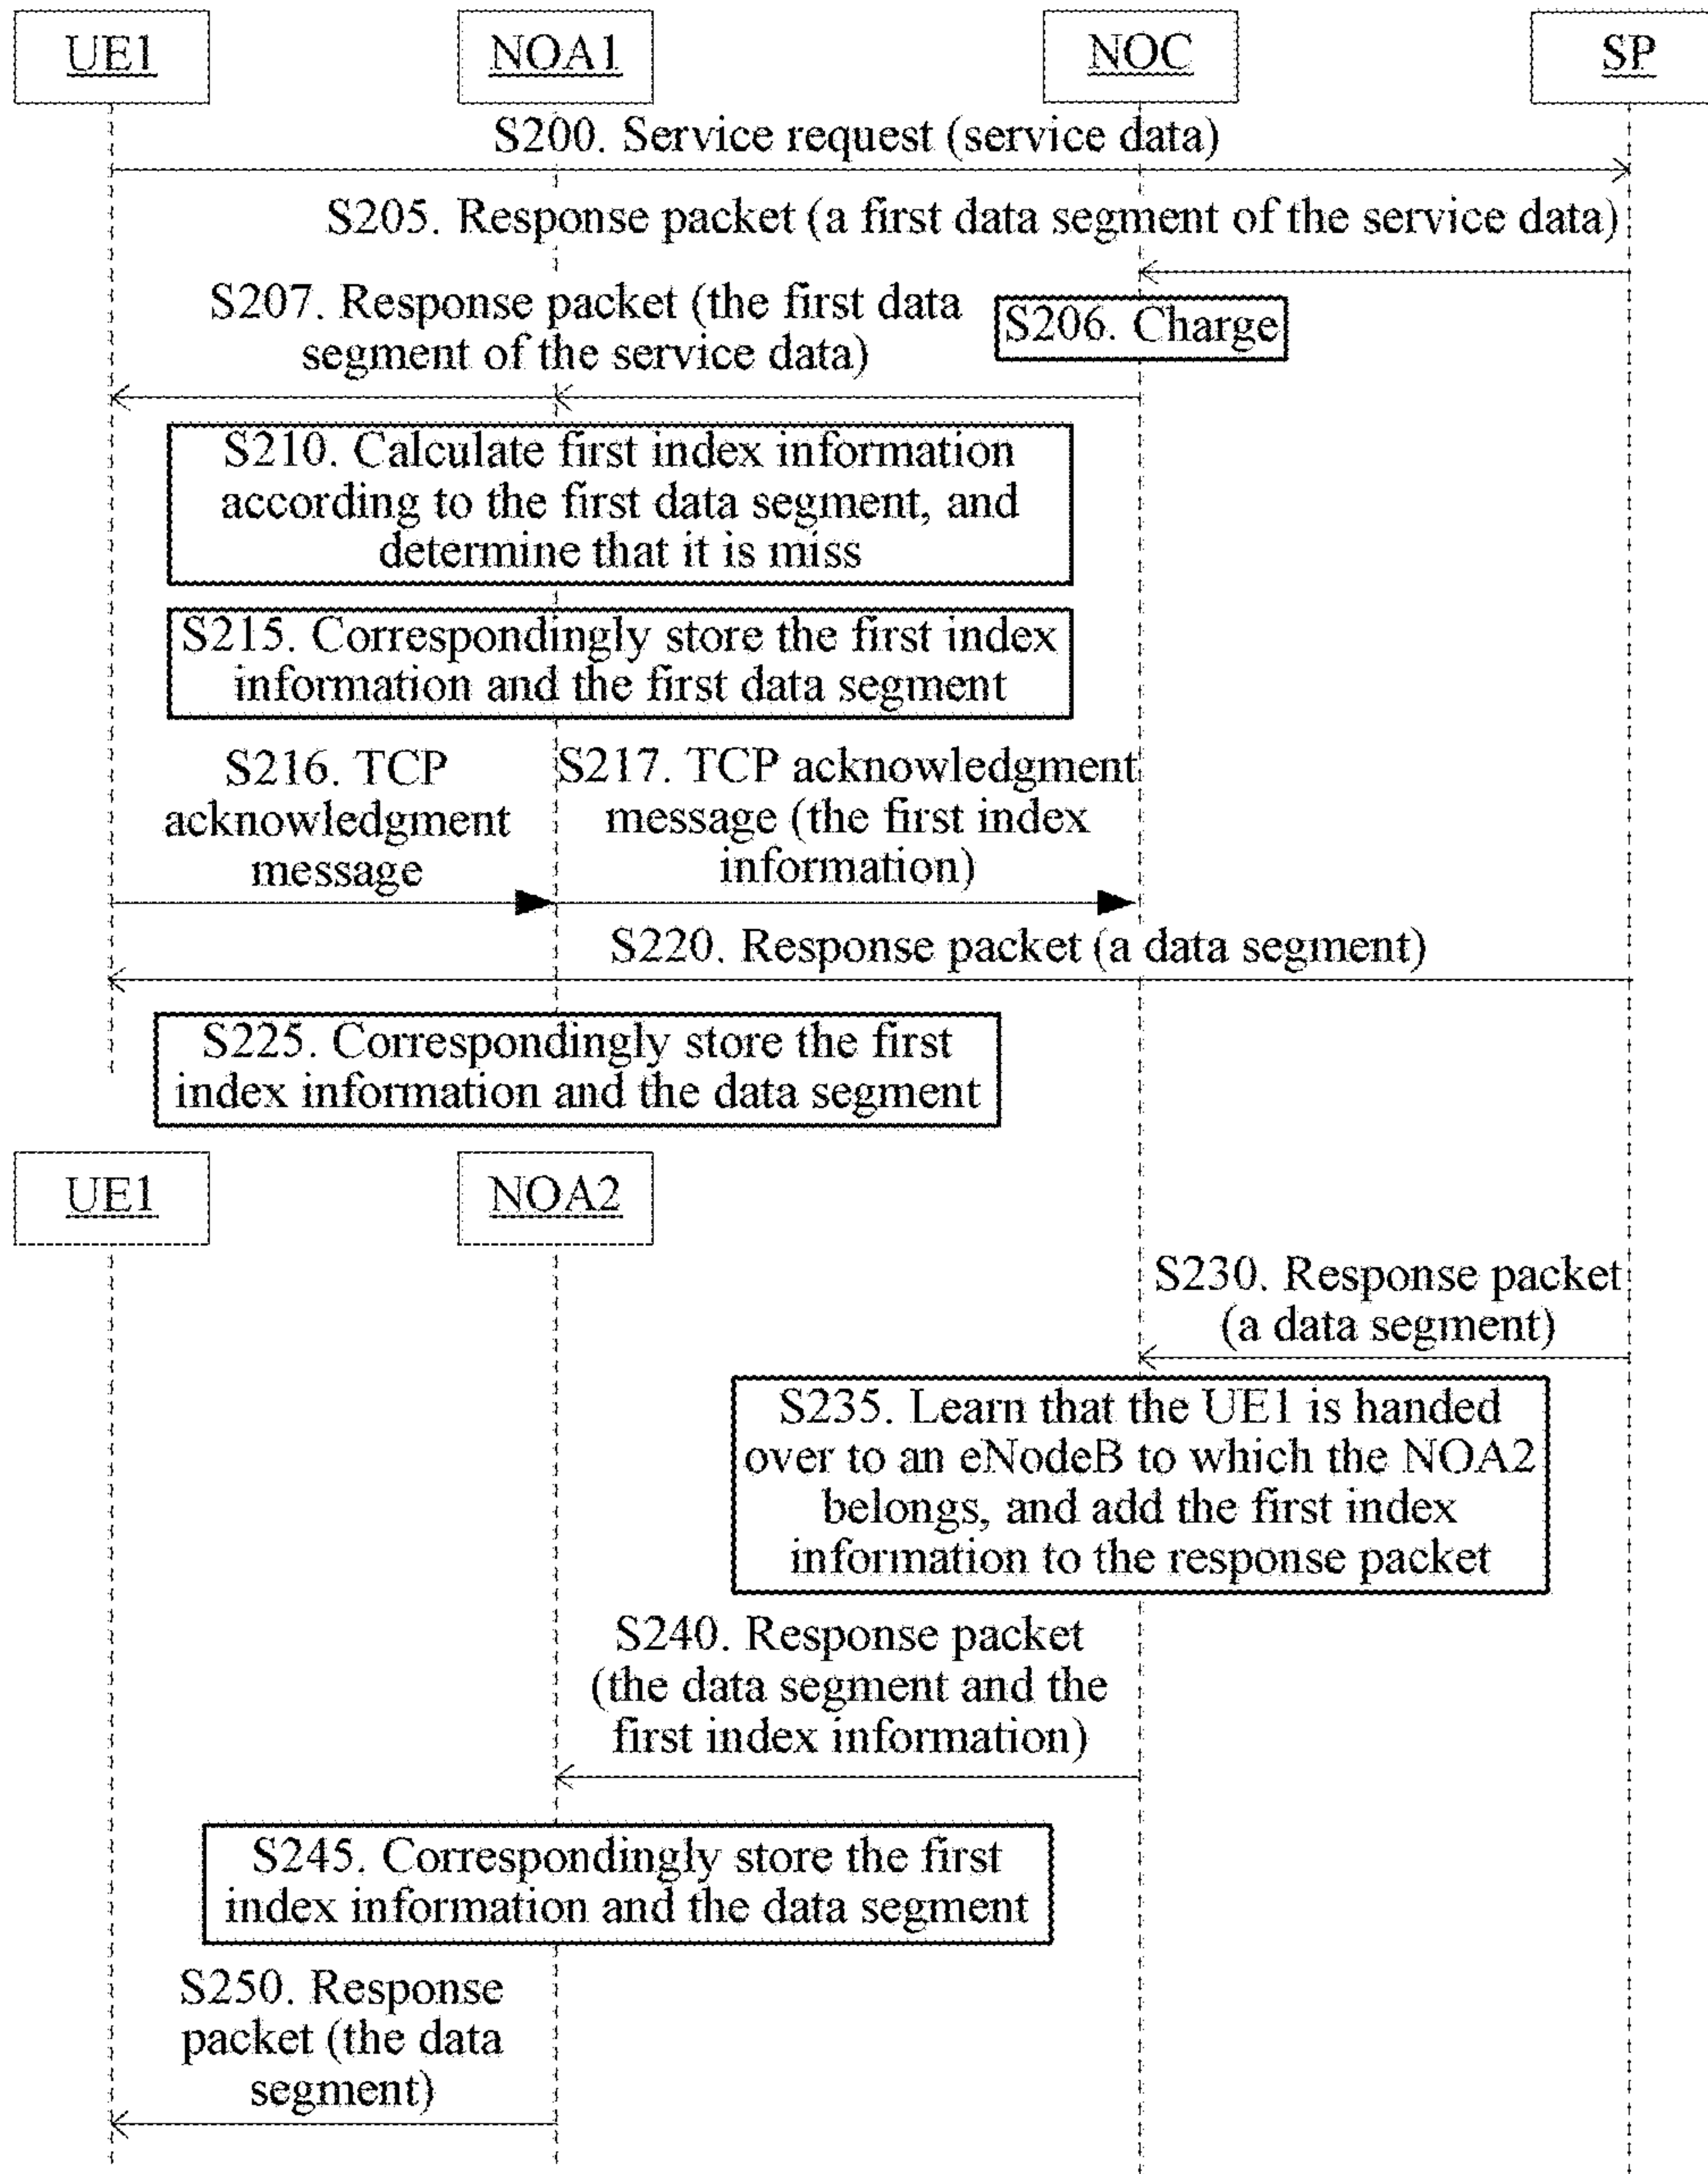 UE1
NOA1
NOC
SP
S200. Service request (service data)
S205. Response packet (a first data segment of the service data)
S207. Response packet (the first data
segment of the service data)
S206. Charge
S210. Calculate first index information
according to the first data segment, and
determine that it is miss
S215. Correspondingly store the first index
information and the first data segment
S216. TCP
acknowledgment
message
S217. TCP acknowledgment
message (the first index
information)
S220. Response packet (a data segment)
S225. Correspondingly store the first
index information and the data segment
UE1
NOA2
S230. Response packet
(a data segment)
S235. Learn that the UE1 is handed
over to an eNodeB to which the NOA2
belongs, and add the first index
information to the response packet
S240. Response packet
(the data segment and the
first index information)
S245. Correspondingly store the first
index information and the data segment
S250. Response
packet (the data
segment)